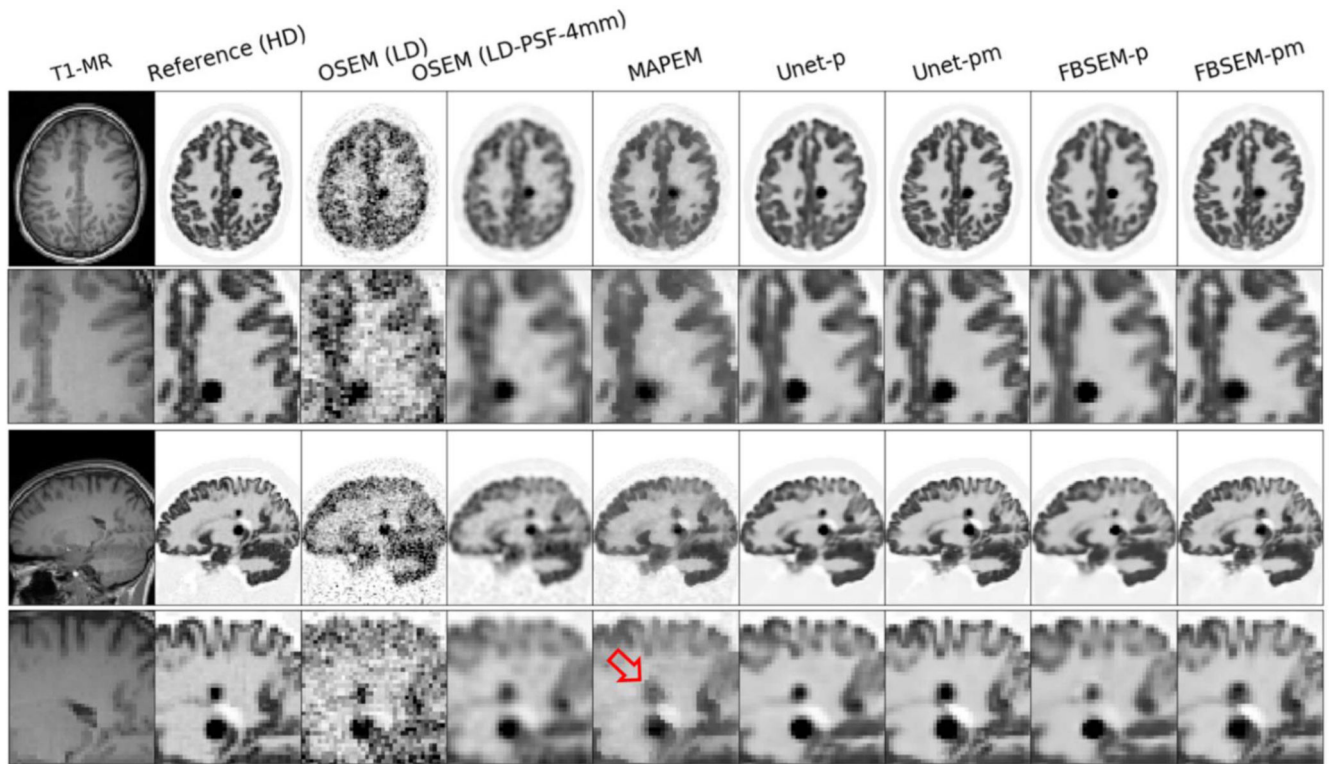 T1-MR
Reference (HD)
OSEM (LD)
OSEM (LD-PSF-4mm)
MAPEM
Unet-p
Unet-pm
FBSEM-p
FBSEM-pm